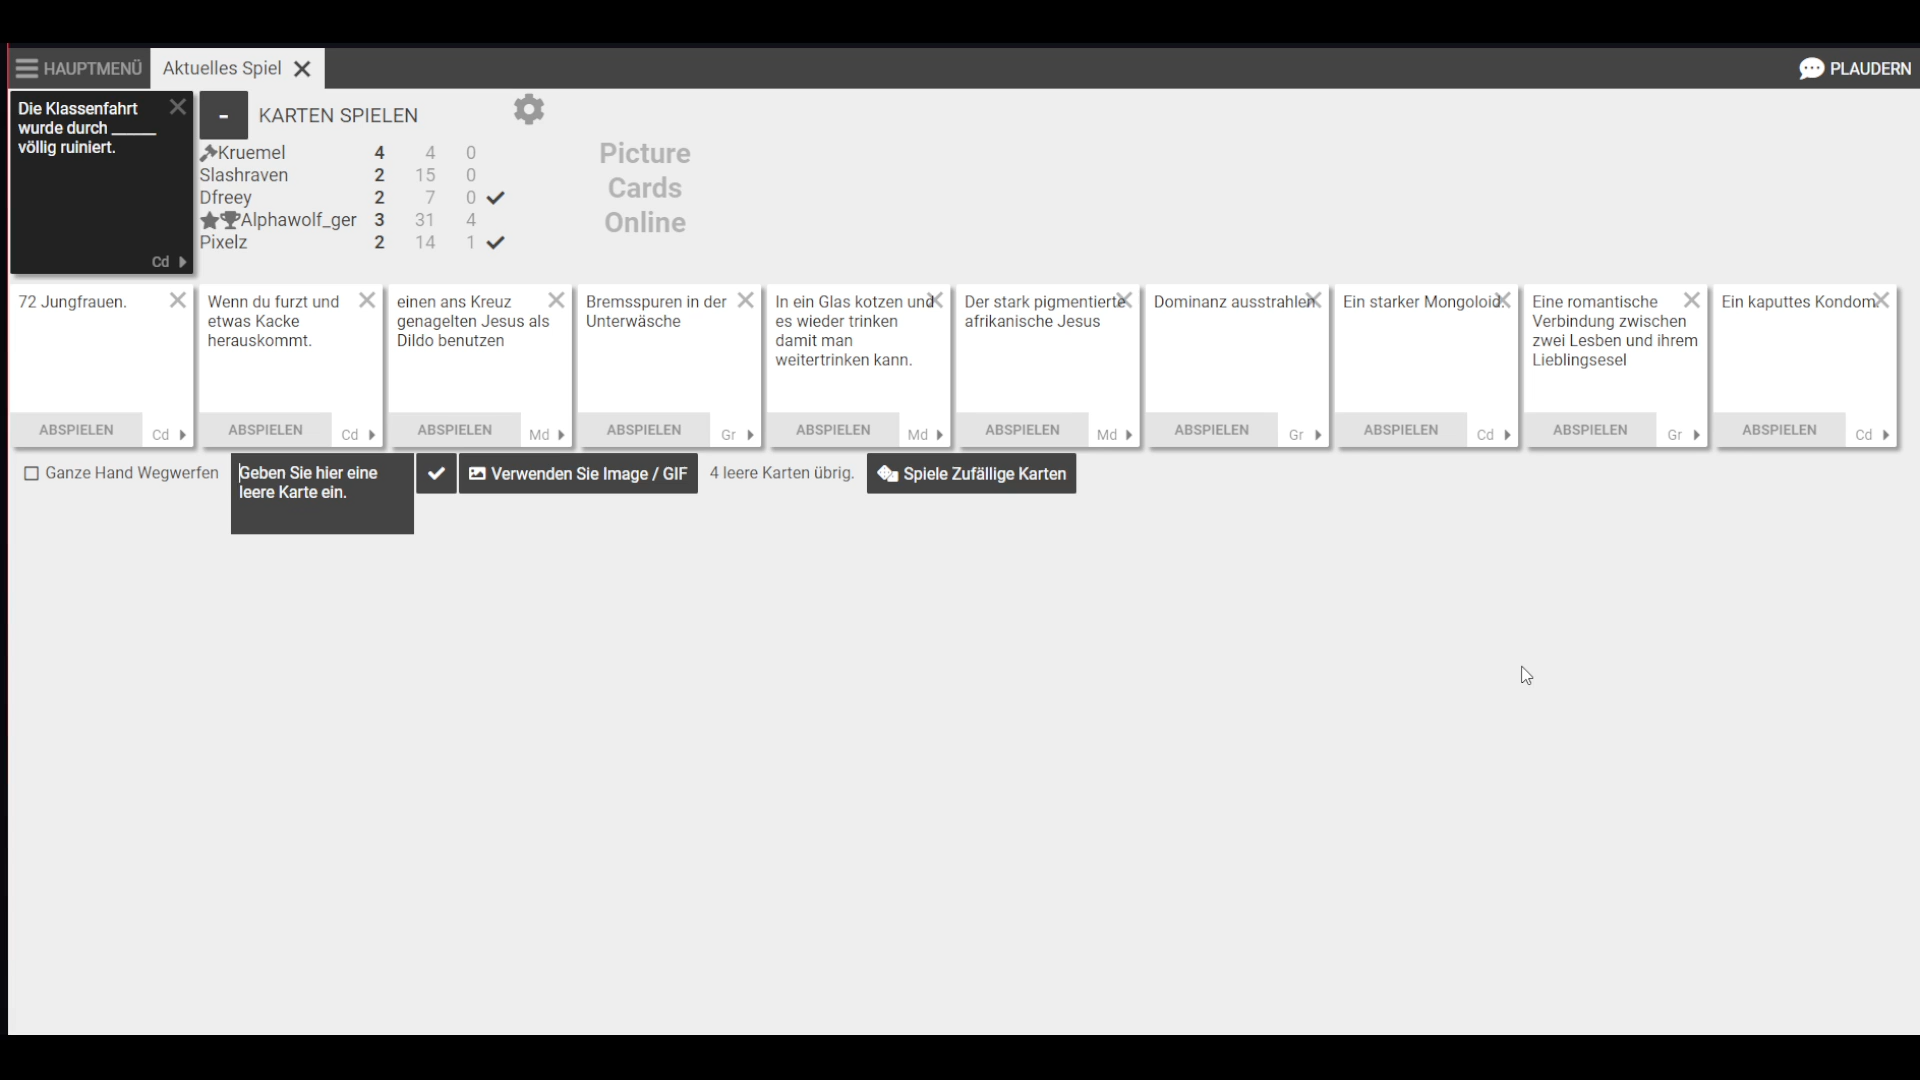 HAUPTMENÜ
Aktuelles Spiel
PLAUDERN
Die Klassenfahrt
wurde durch ______
völlig ruiniert.
Cd
-
KARTEN SPIELEN
Kruemel 4 4 0
Slashraven 2 15 0
Dfreey 2 7 0
Alphawolf_ger 3 31 4
Pixelz 2 14 1
Picture
Cards
Online
72 Jungfrauen.
ABSPIELEN
Cd
Wenn du furzt und
etwas Kacke
herauskommt.
ABSPIELEN
Cd
einen ans Kreuz
genagelten Jesus als
Dildo benutzen
ABSPIELEN
Md
Bremsspuren in der
Unterwäsche
ABSPIELEN
Gr
In ein Glas kotzen und
es wieder trinken
damit man
weitertrinken kann.
ABSPIELEN
Md
Der stark pigmentierte
afrikanische Jesus
ABSPIELEN
Md
Dominanz ausstrahlen
ABSPIELEN
Gr
Ein starker Mongoloid.
ABSPIELEN
Cd
Eine romantische
Verbindung zwischen
zwei Lesben und ihrem
Lieblingsesel
ABSPIELEN
Gr
Ein kaputtes Kondom.
ABSPIELEN
Cd
Ganze Hand Wegwerfen
Geben Sie hier eine
leere Karte ein.
Verwenden Sie Image / GIF
4 leere Karten übrig.
Spiele Zufällige Karten